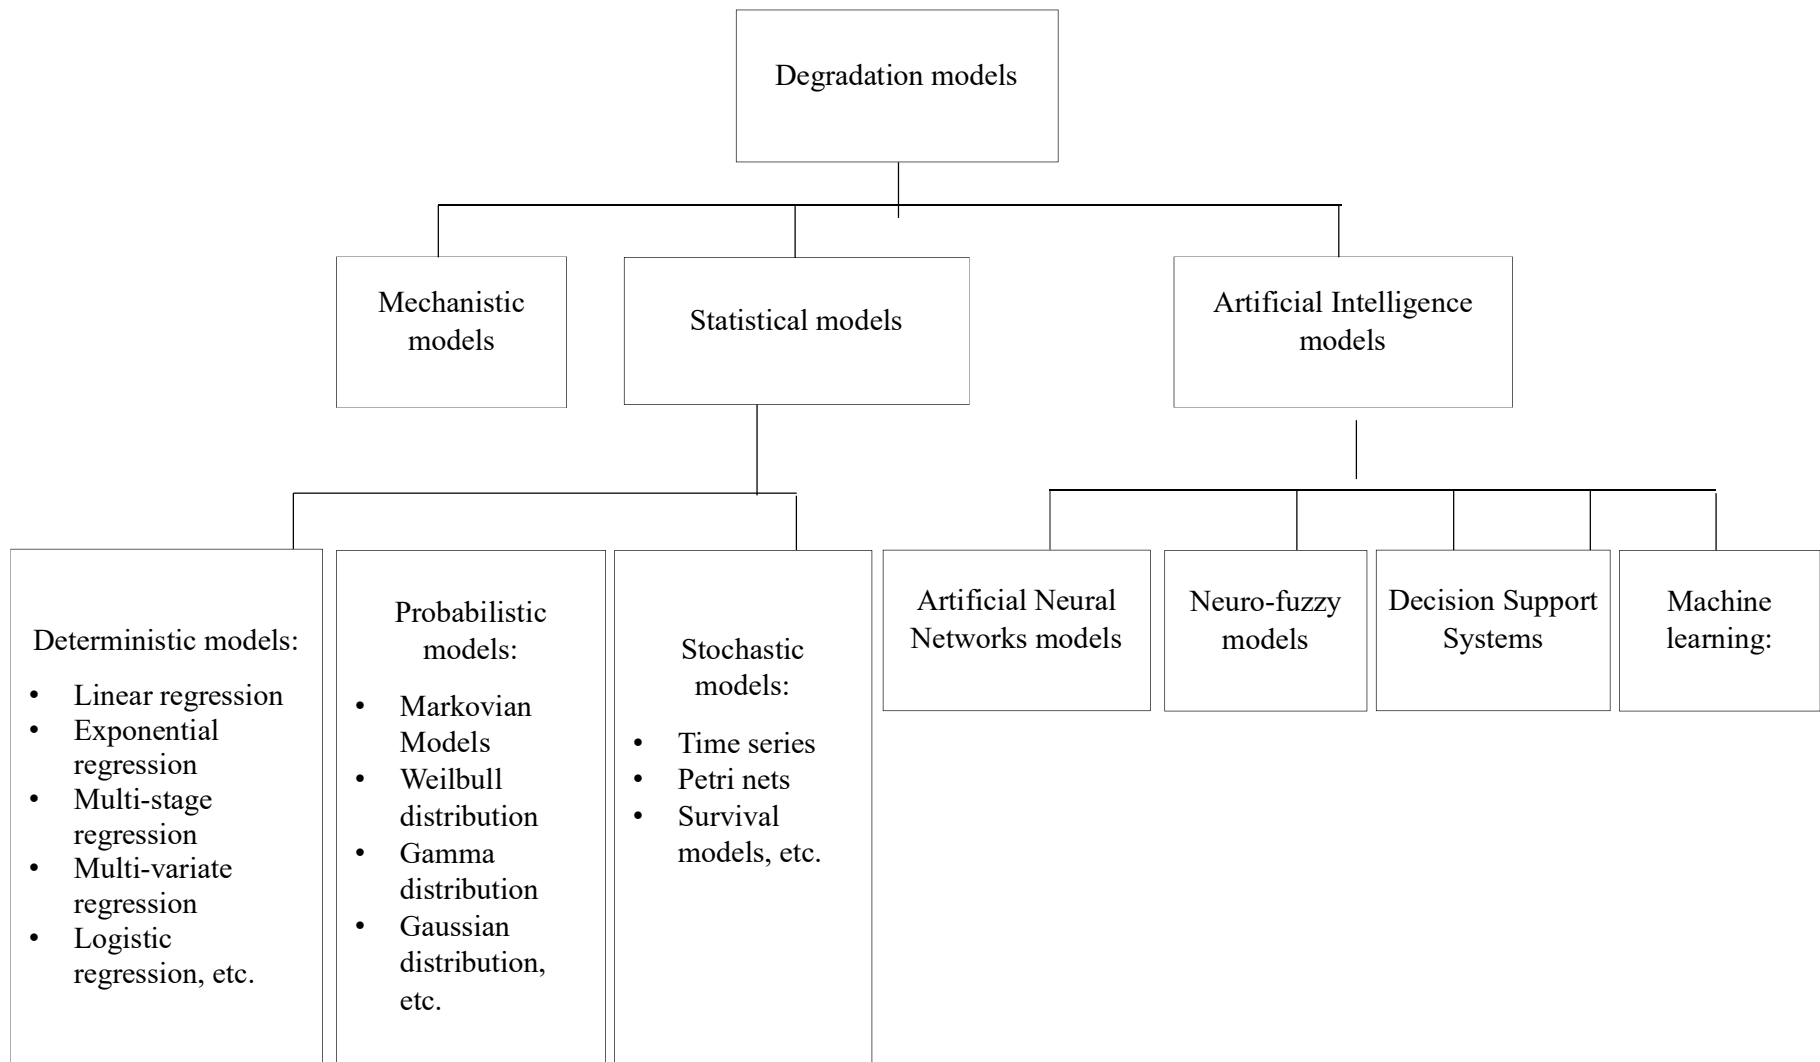 Degradation models
Mechanistic
models
Statistical models
Artificial Intelligence
models
Deterministic models:
• Linear regression
• Exponential
regression
• Multi-stage
regression
• Multi-variate
regression
• Logistic
regression, etc.
Probabilistic
models:
• Markovian
Models
• Weilbull
distribution
• Gamma
distribution
• Gaussian
distribution,
etc.
Stochastic
models:
• Time series
• Petri nets
• Survival
models, etc.
Artificial Neural
Networks models
Neuro-fuzzy
models
Decision Support
Systems
Machine
learning: